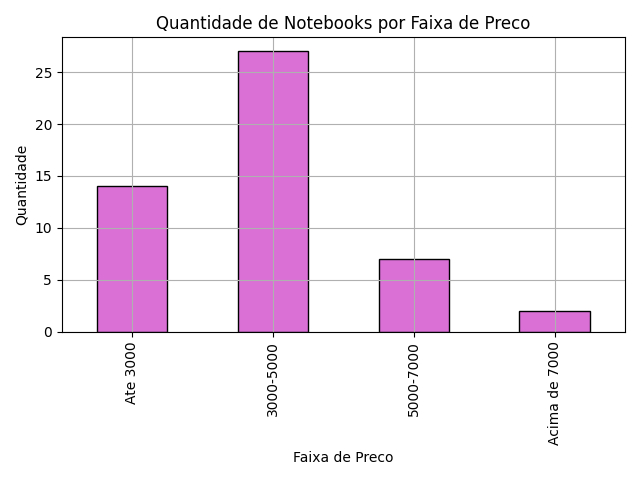 Quantidade de Notebooks por Faixa de Preco
Quantidade
25
20
15
10
5
0
Ate 3000
3000-5000
5000-7000
Acima de 7000
Faixa de Preco